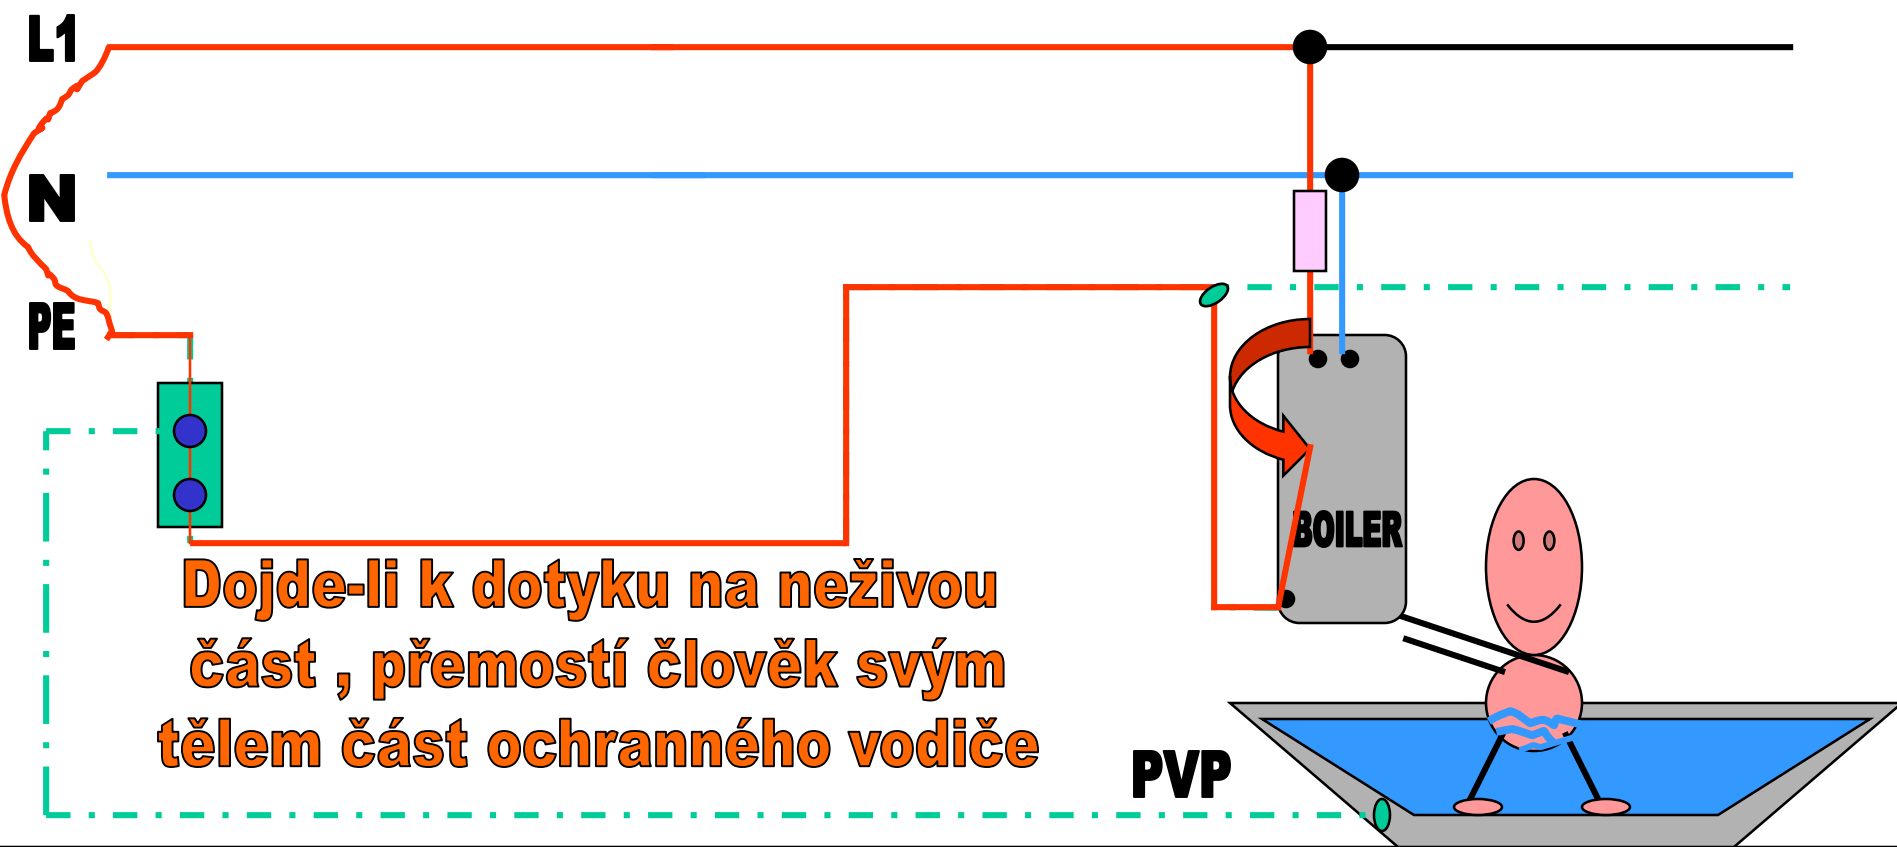 L1
N
PE
BOILER
Dojde-li k dotyku na neživou
část , přemostí člověk svým
tělem část ochranného vodiče
PVP